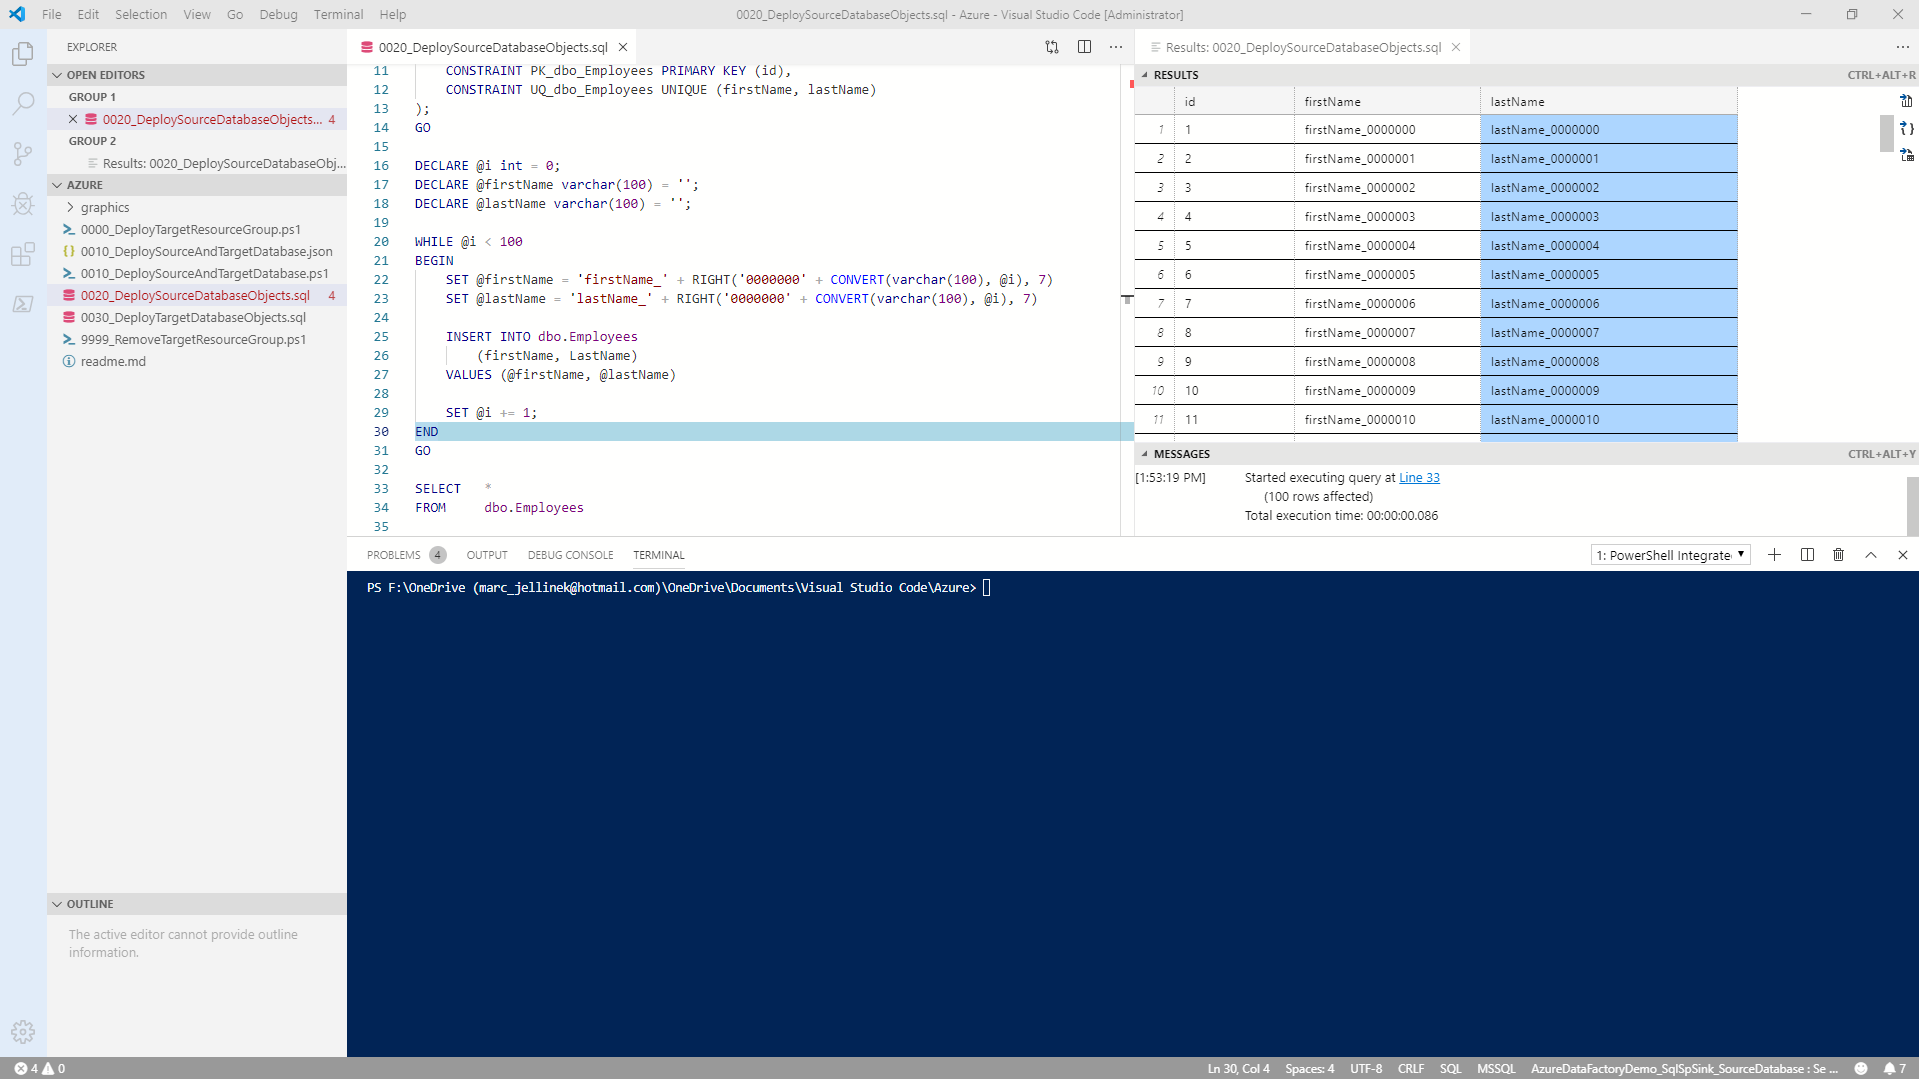 File Edit Selection View Go Debug Terminal Help
0020_DeploySourceDatabaseObjects.sql - Azure - Visual Studio Code [Administrator]
EXPLORER
OPEN EDITORS
GROUP 1
0020_DeploySourceDatabaseObjects... 4
GROUP 2
Results: 0020_DeploySourceDatabaseObj...
AZURE
graphics
0000_DeployTargetResourceGroup.ps1
0010_DeploySourceAndTargetDatabase.json
0010_DeploySourceAndTargetDatabase.ps1
0020_DeploySourceDatabaseObjects.sql 4
0030_DeployTargetDatabaseObjects.sql
9999_RemoveTargetResourceGroup.ps1
readme.md
OUTLINE
The active editor cannot provide outline
information.
0020_DeploySourceDatabaseObjects.sql
11 CONSTRAINT PK_dbo_Employees PRIMARY KEY (id),
12 CONSTRAINT UQ_dbo_Employees UNIQUE (firstName, lastName)
13 );
14 GO
15
16 DECLARE @i int = 0;
17 DECLARE @firstName varchar(100) = '';
18 DECLARE @lastName varchar(100) = '';
19
20 WHILE @i < 100
21 BEGIN
22 SET @firstName = 'firstName_' + RIGHT('0000000' + CONVERT(varchar(100), @i), 7)
23 SET @lastName = 'lastName_' + RIGHT('0000000' + CONVERT(varchar(100), @i), 7)
24
25 INSERT INTO dbo.Employees
26 (firstName, LastName)
27 VALUES (@firstName, @lastName)
28
29 SET @i += 1;
30 END
31 GO
32
33 SELECT *
34 FROM dbo.Employees
35
Results: 0020_DeploySourceDatabaseObjects.sql
RESULTS CTRL+ALT+R
id firstName lastName
1 1 firstName_0000000 lastName_0000000
2 2 firstName_0000001 lastName_0000001
3 3 firstName_0000002 lastName_0000002
4 4 firstName_0000003 lastName_0000003
5 5 firstName_0000004 lastName_0000004
6 6 firstName_0000005 lastName_0000005
7 7 firstName_0000006 lastName_0000006
8 8 firstName_0000007 lastName_0000007
9 9 firstName_0000008 lastName_0000008
10 10 firstName_0000009 lastName_0000009
11 11 firstName_0000010 lastName_0000010
MESSAGES CTRL+ALT+Y
[1:53:19 PM] Started executing query at Line 33
(100 rows affected)
Total execution time: 00:00:00.086
PROBLEMS 4 OUTPUT DEBUG CONSOLE TERMINAL 1: PowerShell Integrate
PS F:\OneDrive (marc_jellinek@hotmail.com)\OneDrive\Documents\Visual Studio Code\Azure>
4 0 Ln 30, Col 4 Spaces: 4 UTF-8 CRLF SQL MSSQL AzureDataFactoryDemo_SqlSpSink_SourceDatabase : Se ... 7